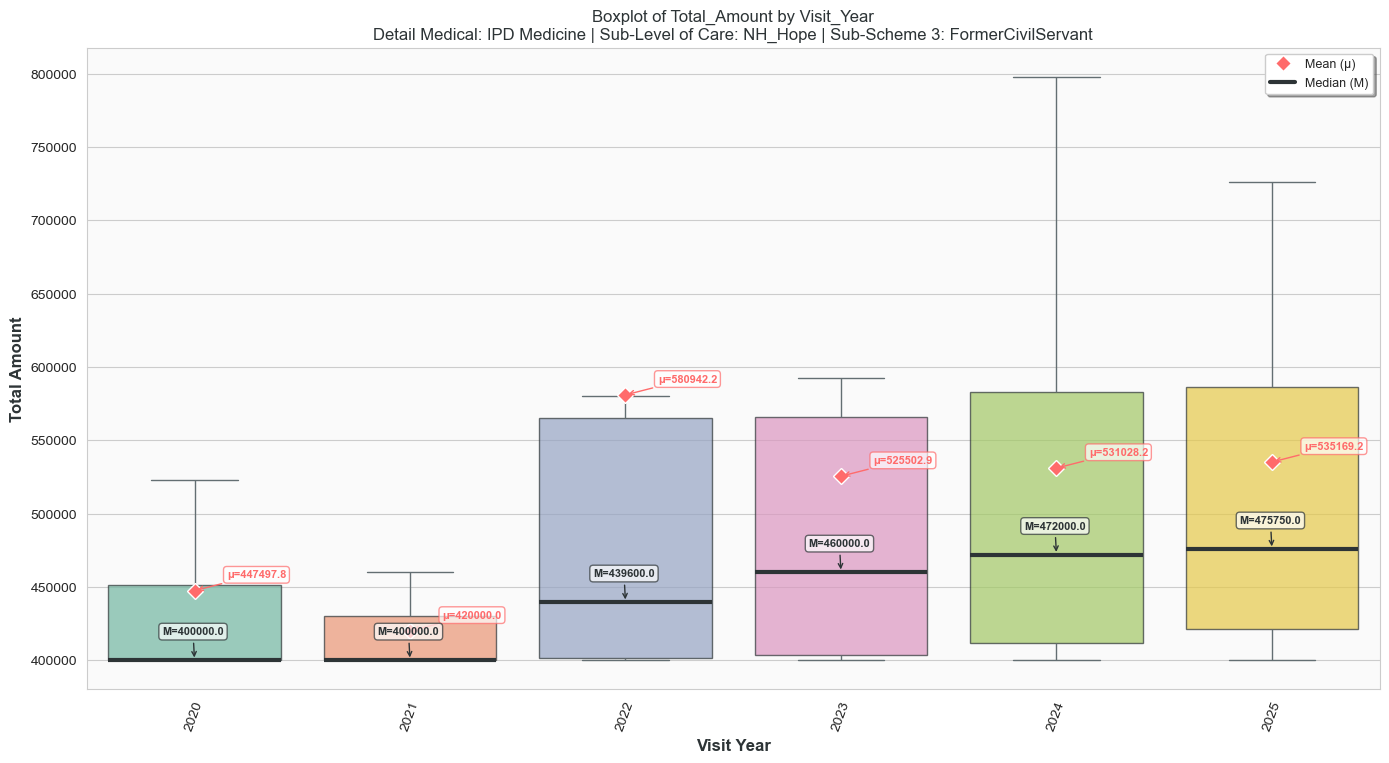 Boxplot of Total_Amount by Visit_Year
Detail Medical: IPD Medicine | Sub-Level of Care: NH_Hope | Sub-Scheme 3: FormerCivilServant
Mean (μ)
Median (M)
Total Amount
800000
750000
700000
650000
600000
550000
500000
450000
400000
μ=447497.8
M=400000.0
μ=420000.0
M=400000.0
μ=580942.2
M=439600.0
μ=525502.9
M=460000.0
μ=531028.2
M=472000.0
μ=535169.2
M=475750.0
2020
2021
2022
2023
2024
2025
Visit Year